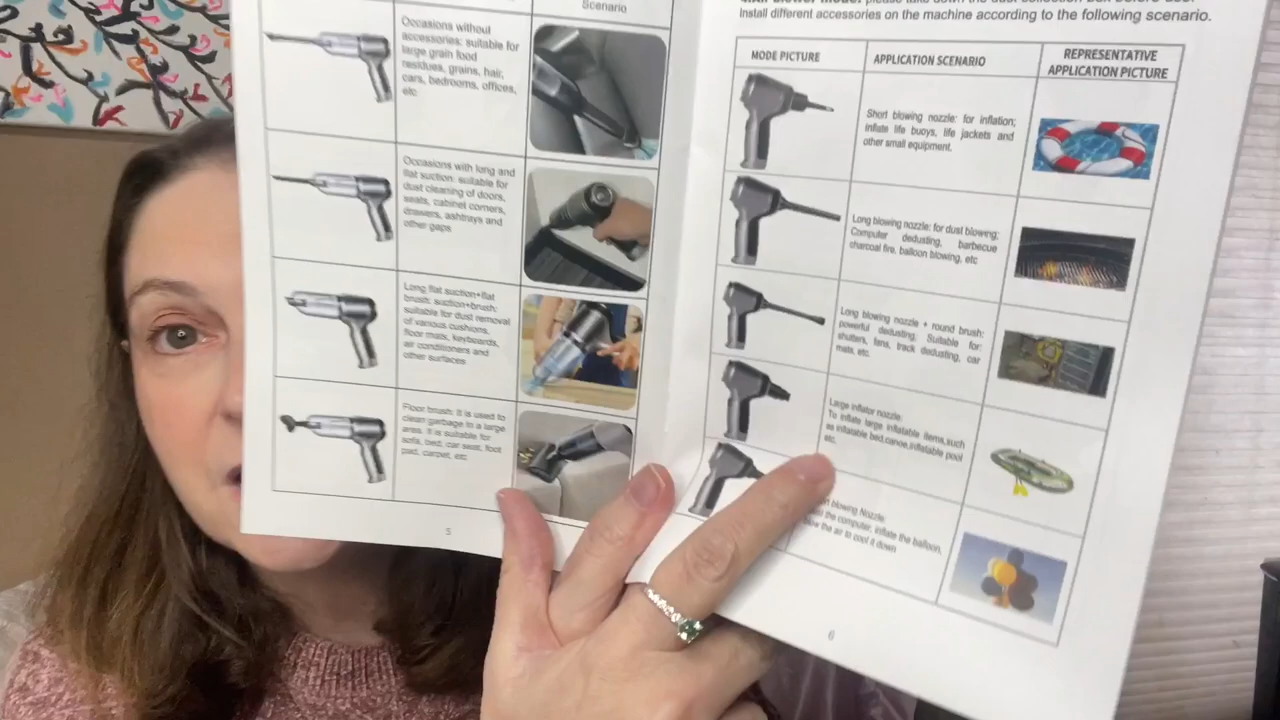 Scenario
Occasions without
accessories: suitable for
large grain food
residues, grains, hair,
cars, bedrooms, offices,
etc
Occasions with long and
flat suction: suitable for
dust cleaning of doors,
seats, cabinet corners,
drawers, ashtrays and
other gaps
Long flat suction+flat
brush: suction+brush:
suitable for dust removal
of various cushions,
floor mats, keyboards,
air conditioners and
other surfaces
Floor brush: it is used to
clean garbage in a large
area. It is suitable for
sofa, bed, car seat, foot
pad, carpet, etc
5
Install different accessories on the machine according to the following scenario.
MODE PICTURE
APPLICATION SCENARIO
REPRESENTATIVE
APPLICATION PICTURE
Short blowing nozzle: for inflation;
inflate life buoys, life jackets and
other small equipment.
Long blowing nozzle: for dust blowing;
Computer dedusting, barbecue
charcoal fire, balloon blowing, etc
Long blowing nozzle + round brush:
powerful dedusting; Suitable for:
shutters, fans, track dedusting, car
mats, etc.
Large inflator nozzle:
To inflate large inflatable items,such
as inflatable bed,canoe,inflatable pool
etc.
blowing Nozzle:
the computer, inflate the balloon,
blow the air to cool it down
6